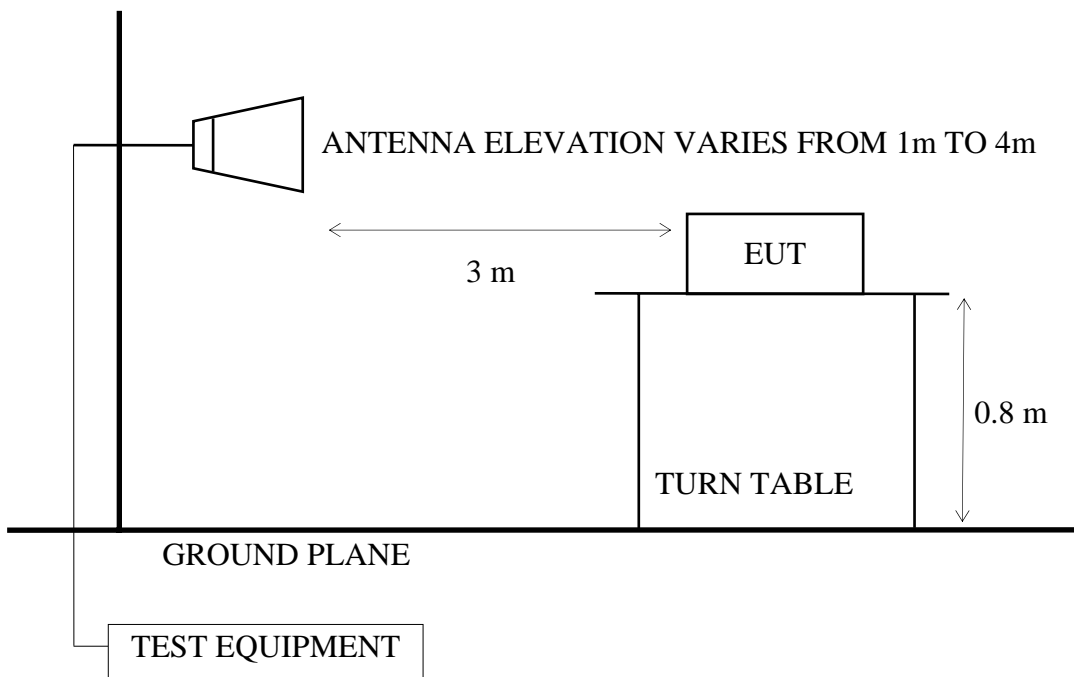 ANTENNA ELEVATION VARIES FROM 1m TO 4m
EUT
3 m
0.8 m
TURN TABLE
GROUND PLANE
TEST EQUIPMENT